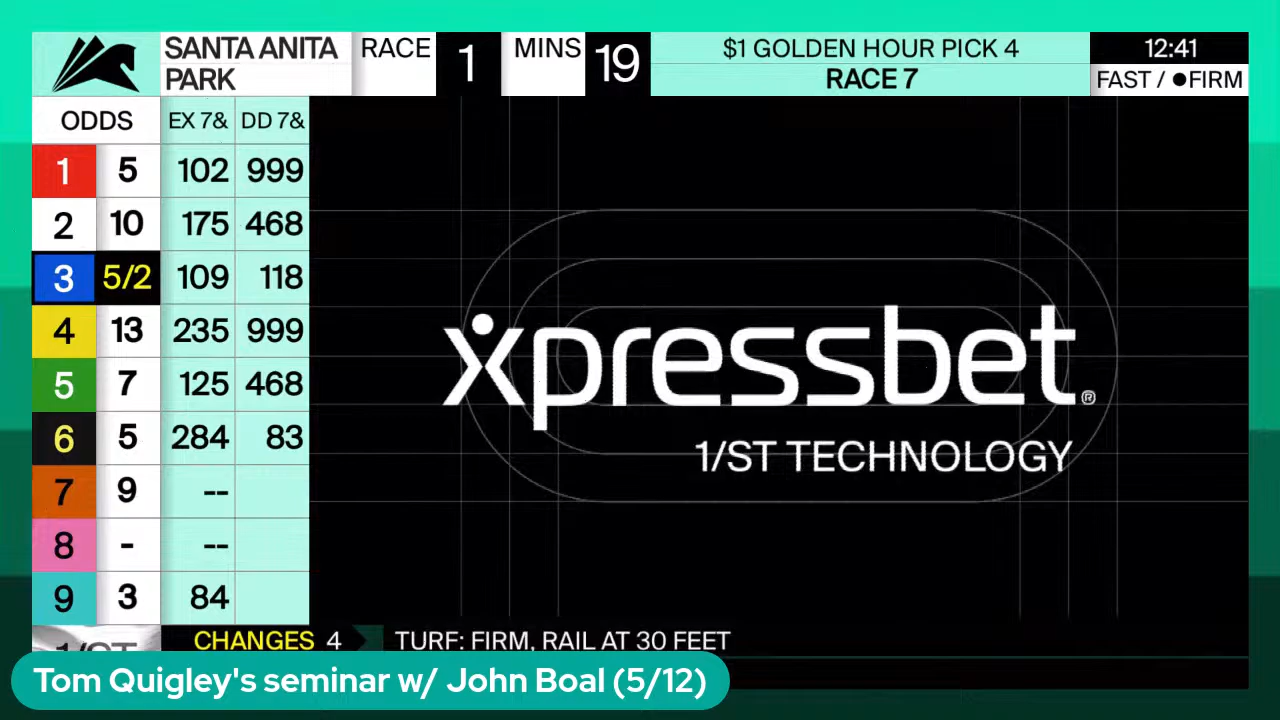 SANTA ANITA PARK
RACE 1
MINS 19
$1 GOLDEN HOUR PICK 4
RACE 7
12:41
FAST / ●FIRM
ODDS EX 7& DD 7&
1 5 102 999
2 10 175 468
3 5/2 109 118
4 13 235 999
5 7 125 468
6 5 284 83
7 9 --
8 - --
9 3 84
xpressbet®
1/ST TECHNOLOGY
1/ST
CHANGES 4 TURF: FIRM, RAIL AT 30 FEET
Tom Quigley's seminar w/ John Boal (5/12)